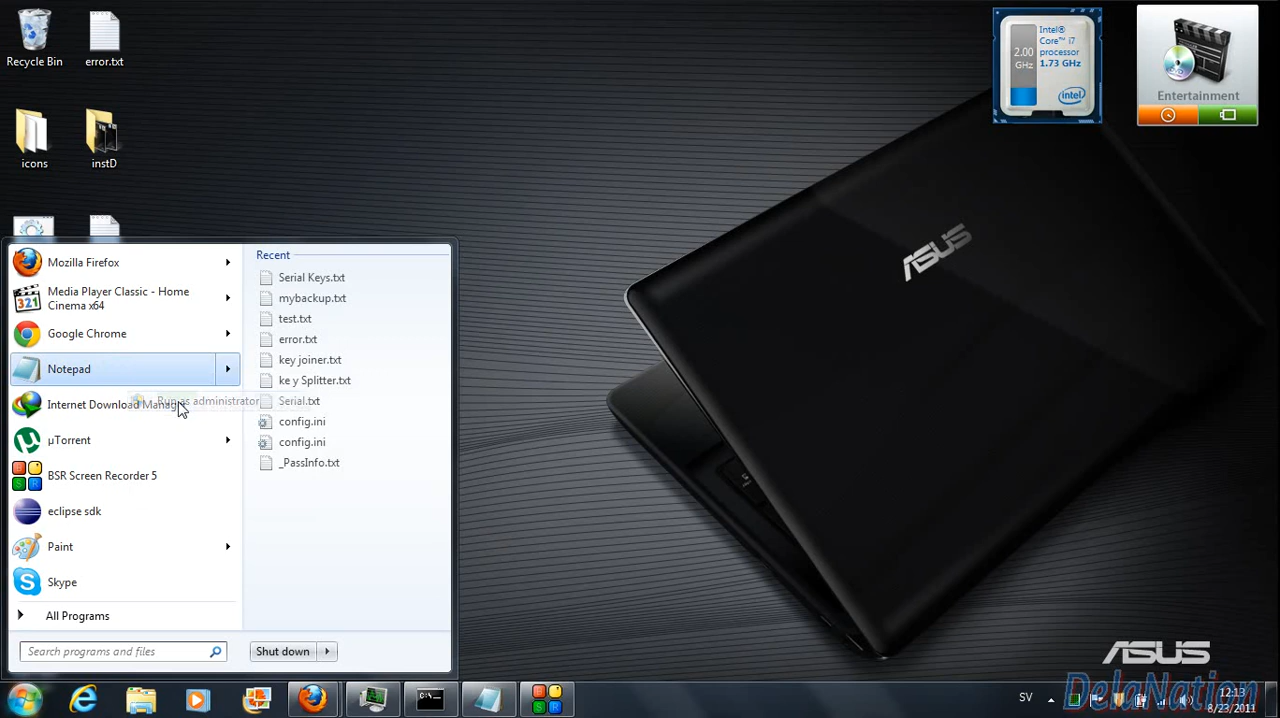 Recycle Bin
error.txt
icons
instD
Intel®
Core™ i7
processor
1.73 GHz
2.00
GHz
intel
Entertainment
ASUS
Mozilla Firefox
Media Player Classic - Home
Cinema x64
Google Chrome
Notepad
Run as administrator
Internet Download Manager
µTorrent
BSR Screen Recorder 5
eclipse sdk
Paint
Skype
All Programs
Search programs and files
Shut down
Recent
Serial Keys.txt
mybackup.txt
test.txt
error.txt
key joiner.txt
ke y Splitter.txt
Serial.txt
config.ini
config.ini
_PassInfo.txt
321
B
S
R
C:\
ASUS
DelaNation
SV
12:13
8/23/2011